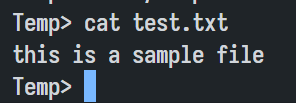 Temp> cat test.txt
this is a sample file
Temp>